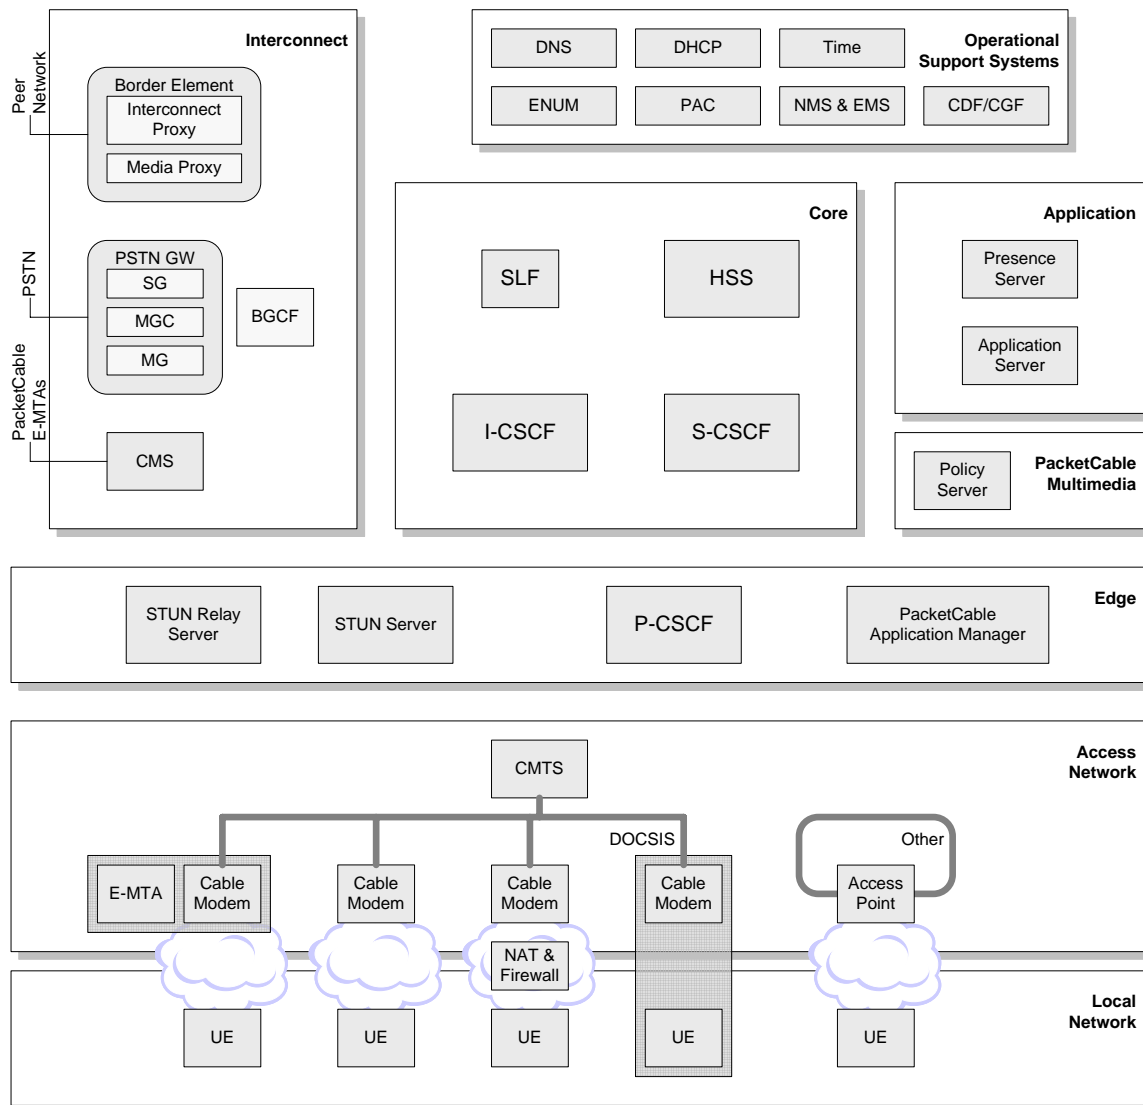 Interconnect
Peer
Network
Border Element
Interconnect
Proxy
Media Proxy
PSTN
PSTN GW
SG
MGC
MG
BGCF
PacketCable
E-MTAs
CMS
Operational
Support Systems
DNS
DHCP
Time
ENUM
PAC
NMS & EMS
CDF/CGF
Core
SLF
HSS
I-CSCF
S-CSCF
Application
Presence
Server
Application
Server
PacketCable
Multimedia
Policy
Server
Edge
STUN Relay
Server
STUN Server
P-CSCF
PacketCable
Application Manager
Access
Network
CMTS
DOCSIS
Other
E-MTA
Cable
Modem
Cable
Modem
Cable
Modem
Cable
Modem
Access
Point
NAT &
Firewall
Local
Network
UE
UE
UE
UE
UE